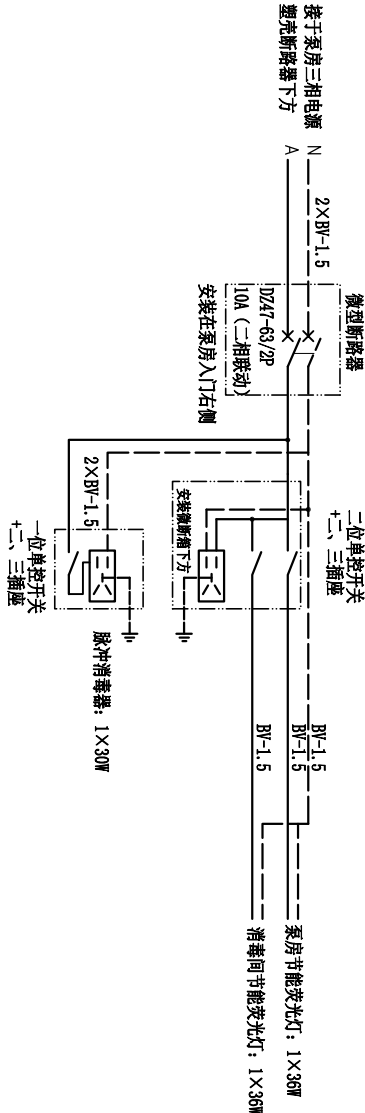 接于泵房三相电源
塑壳断路器下方
N
A
2×BV-1.5
微型断路器
DZ47-63/2P
10A（二相联动）
安装在泵房入门右侧
二位单控开关
+二、三插座
安装微断箱下方
2×BV-1.5
一位单控开关
+二、三插座
脉冲消毒器：1×30W
BV-1.5
BV-1.5
BV-1.5
泵房节能荧光灯：1×36W
消毒间节能荧光灯：1×36W